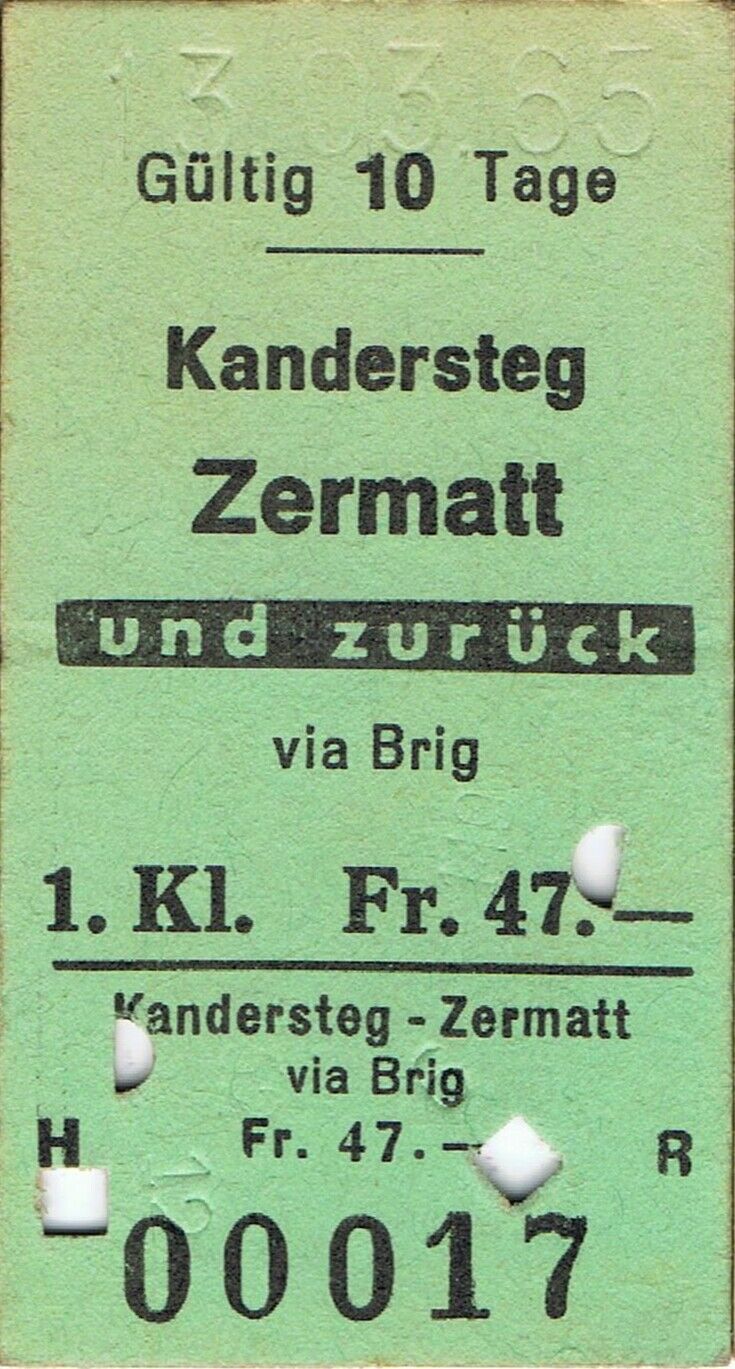 13.03.65
Gültig 10 Tage
Kandersteg
Zermatt
und zurück
via Brig
1. Kl. Fr. 47.—
Kandersteg - Zermatt
via Brig
H Fr. 47.— R
00017